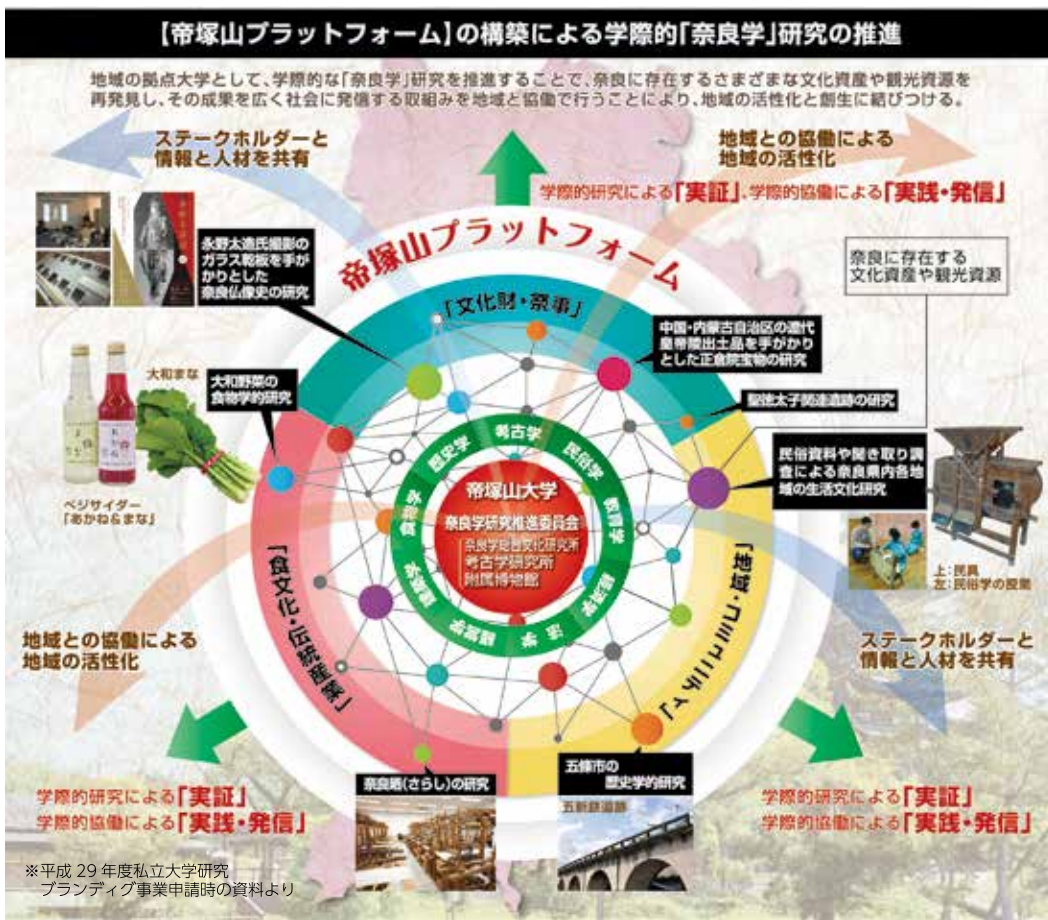 【帝塚山プラットフォーム】の構築による学際的「奈良学」研究の推進
地域の拠点大学として、学際的な「奈良学」研究を推進することで、奈良に存在するさまざまな文化資産や観光資源を
再発見し、その成果を広く社会に発信する取組みを地域と協働で行うことにより、地域の活性化と創生に結びつける。
ステークホルダーと
情報と人材を共有
地域との協働による
地域の活性化
学際的研究による「実証」、学際的協働による「実践・発信」
帝塚山プラットフォーム
永野太造氏撮影の
ガラス乾板を手が
かりとした
奈良仏像史の研究
奈良に存在する
文化資産や観光資源
「文化財・祭事」
中国・内蒙古自治区の遼代
皇帝陵出土品を手がかり
とした正倉院宝物の研究
大和まな
大和野菜の
食物学的研究
聖徳太子関連遺跡の研究
民俗資料や聞き取り調
査による奈良県内各地
域の生活文化研究
ベジサイダー
「あかね&まな」
歴史学
考古学
民俗学
教育学
経済学
法学
経営学
食物学
帝塚山大学
奈良学研究推進委員会
奈良学総合文化研究所
考古学研究所
附属博物館
上:民具
左:民俗学の授業
「食文化・伝統産業」
「地域・コミュニティ」
地域との協働による
地域の活性化
ステークホルダーと
情報と人材を共有
奈良晒(さらし)の研究
五條市の
歴史学的研究
五新鉄道跡
学際的研究による「実証」
学際的協働による「実践・発信」
学際的研究による「実証」
学際的協働による「実践・発信」
※平成 29 年度私立大学研究
ブランディグ事業申請時の資料より